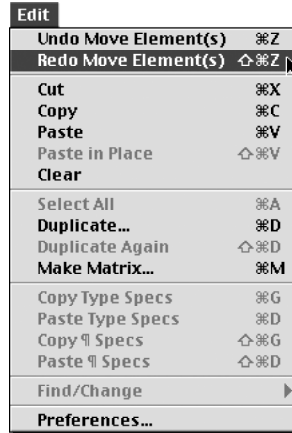 Edit
Undo Move Element(s) ⌘Z
Redo Move Element(s) ⇧⌘Z
Cut ⌘X
Copy ⌘C
Paste ⌘V
Paste in Place ⇧⌘V
Clear
Select All ⌘A
Duplicate... ⌘D
Duplicate Again ⇧⌘D
Make Matrix... ⌘M
Copy Type Specs ⌘G
Paste Type Specs ⌘D
Copy ¶ Specs ⇧⌘G
Paste ¶ Specs ⇧⌘D
Find/Change
Preferences...